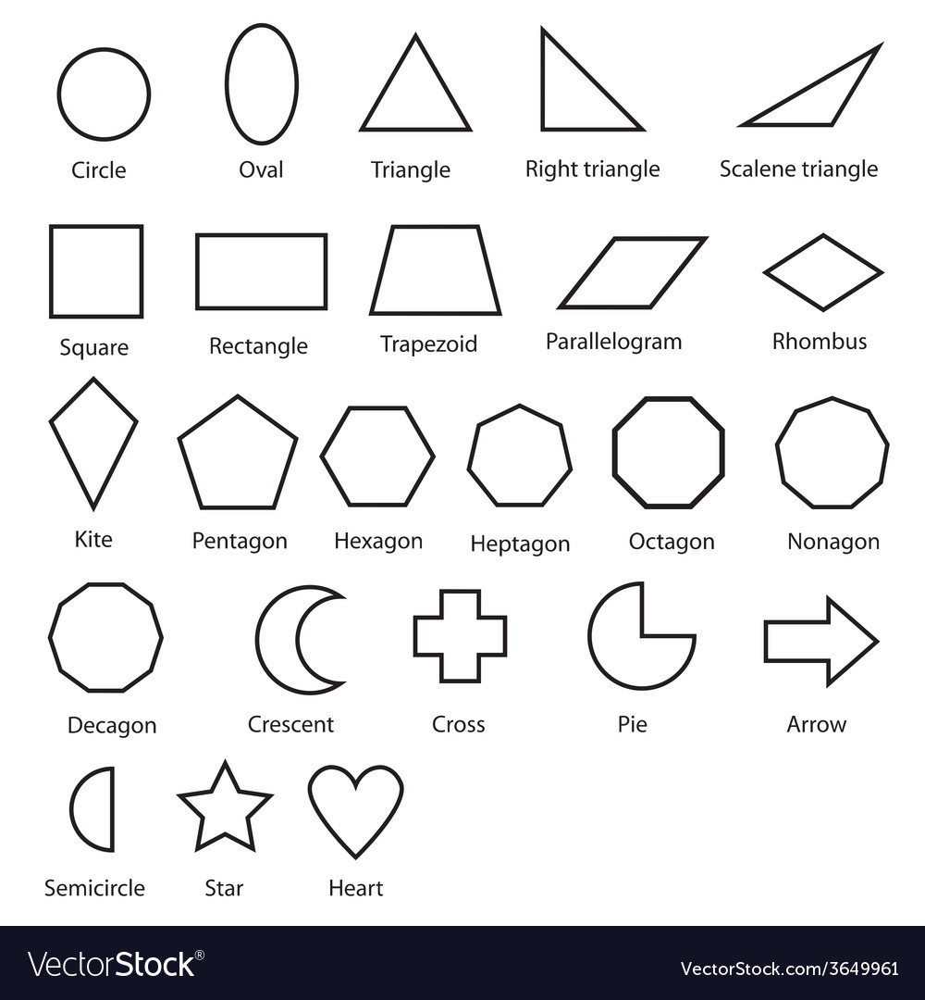 Circle Oval Triangle Right triangle Scalene triangle
Square Rectangle Trapezoid Parallelogram Rhombus
Kite Pentagon Hexagon Heptagon Octagon Nonagon
Decagon Crescent Cross Pie Arrow
Semicircle Star Heart
VectorStock® VectorStock.com/3649961